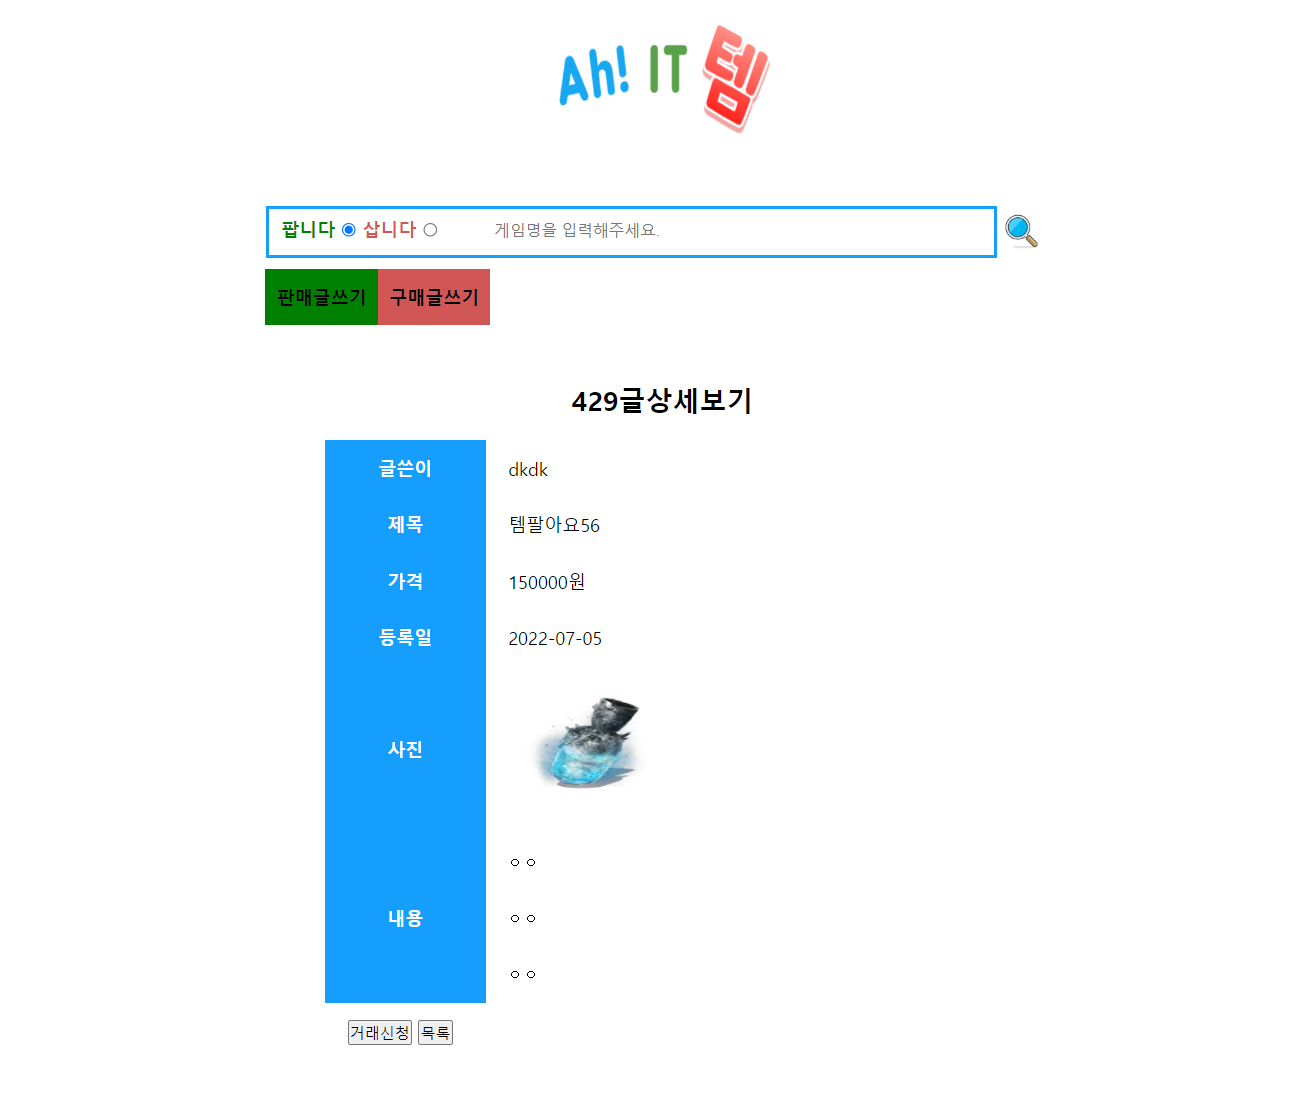 Ah! IT 템
팝니다 삽니다 게임명을 입력해주세요.
판매글쓰기 구매글쓰기
429글상세보기
글쓴이 dkdk
제목 템팔아요56
가격 150000원
등록일 2022-07-05
사진
ㅇㅇ
내용 ㅇㅇ
ㅇㅇ
거래신청 목록